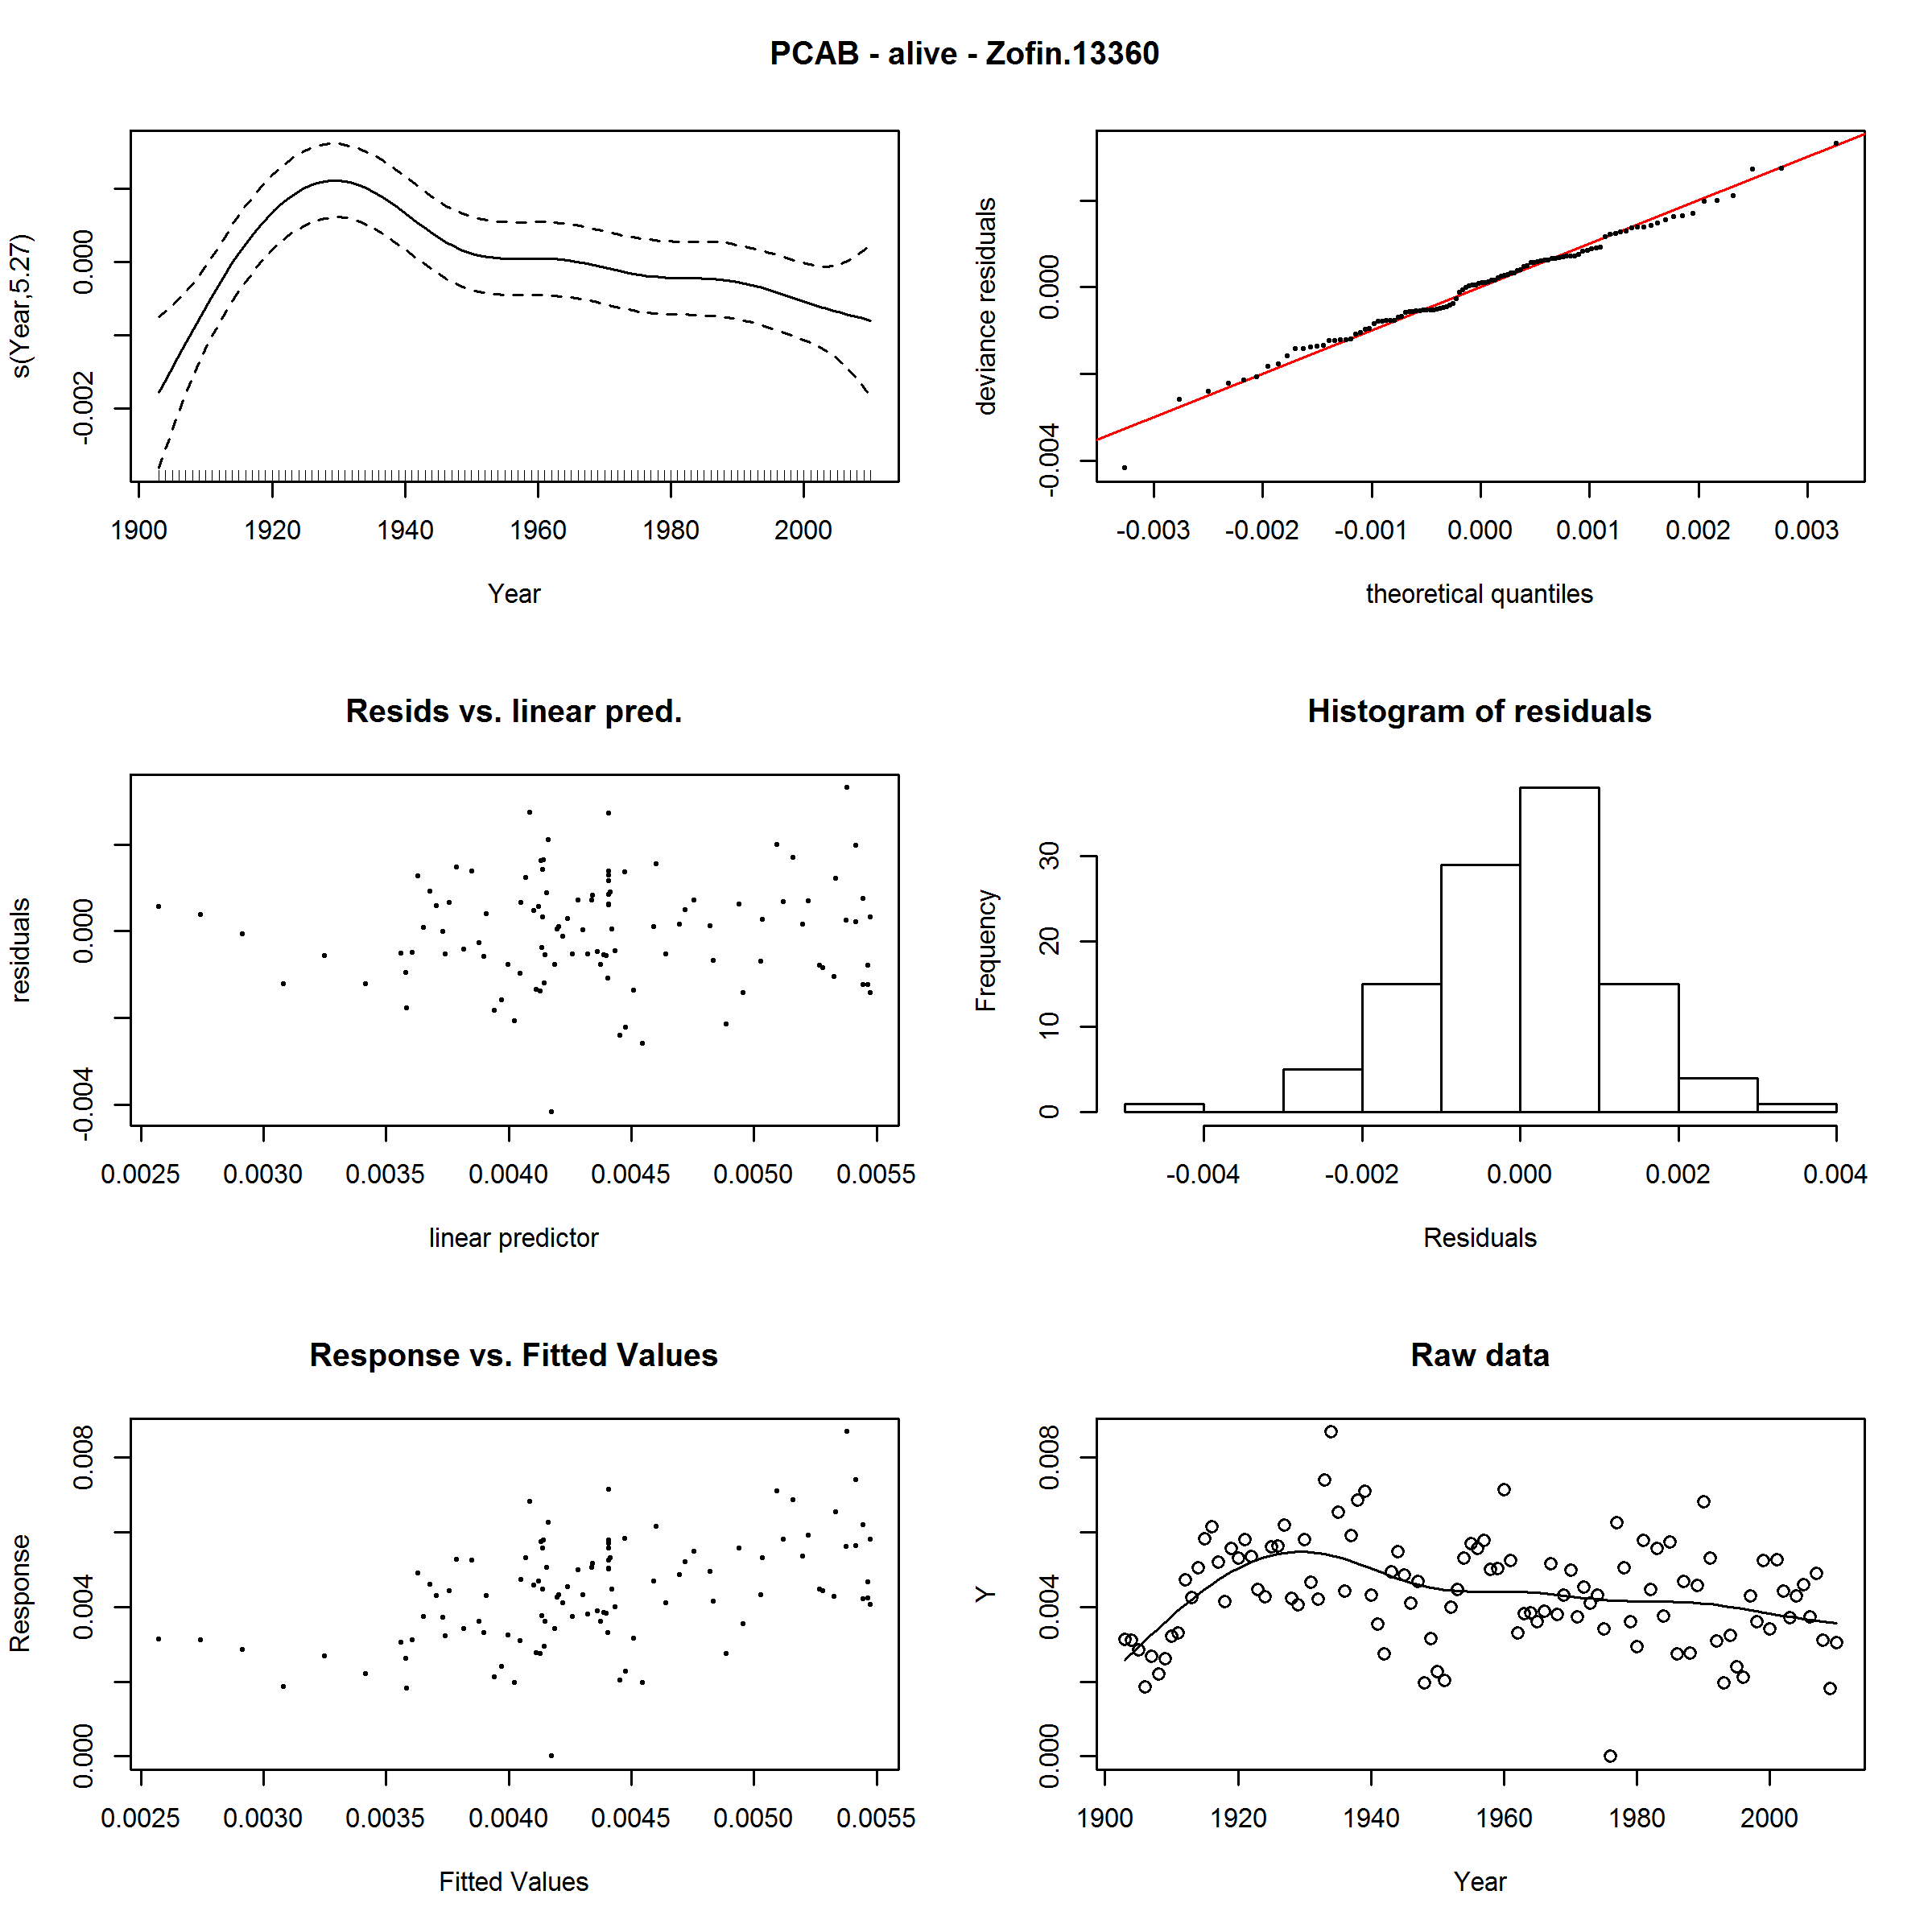 PCAB - alive - Zofin.13360
s(Year,5.27)
0.000
-0.002
1900 1920 1940 1960 1980 2000
Year
deviance residuals
0.000
-0.004
-0.003 -0.002 -0.001 0.000 0.001 0.002 0.003
theoretical quantiles
Resids vs. linear pred.
residuals
0.000
-0.004
0.0025 0.0030 0.0035 0.0040 0.0045 0.0050 0.0055
linear predictor
Histogram of residuals
Frequency
30
20
10
0
-0.004 -0.002 0.000 0.002 0.004
Residuals
Response vs. Fitted Values
Response
0.008
0.004
0.000
0.0025 0.0030 0.0035 0.0040 0.0045 0.0050 0.0055
Fitted Values
Raw data
Y
0.008
0.004
0.000
1900 1920 1940 1960 1980 2000
Year